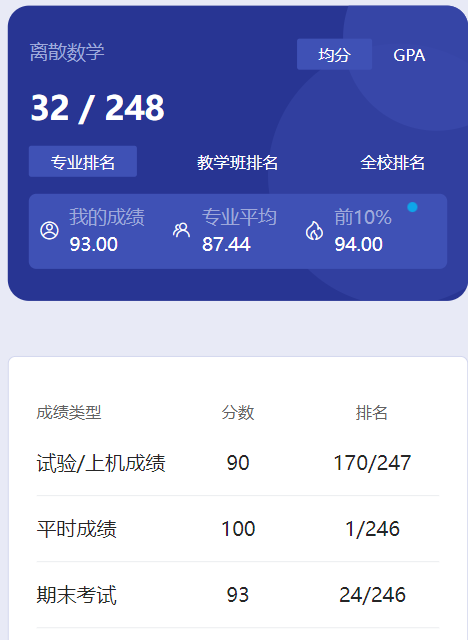 离散数学
均分 GPA
32 / 248
专业排名 教学班排名 全校排名
我的成绩 专业平均 前10%
93.00 87.44 94.00
成绩类型 分数 排名
试验/上机成绩 90 170/247
平时成绩 100 1/246
期末考试 93 24/246